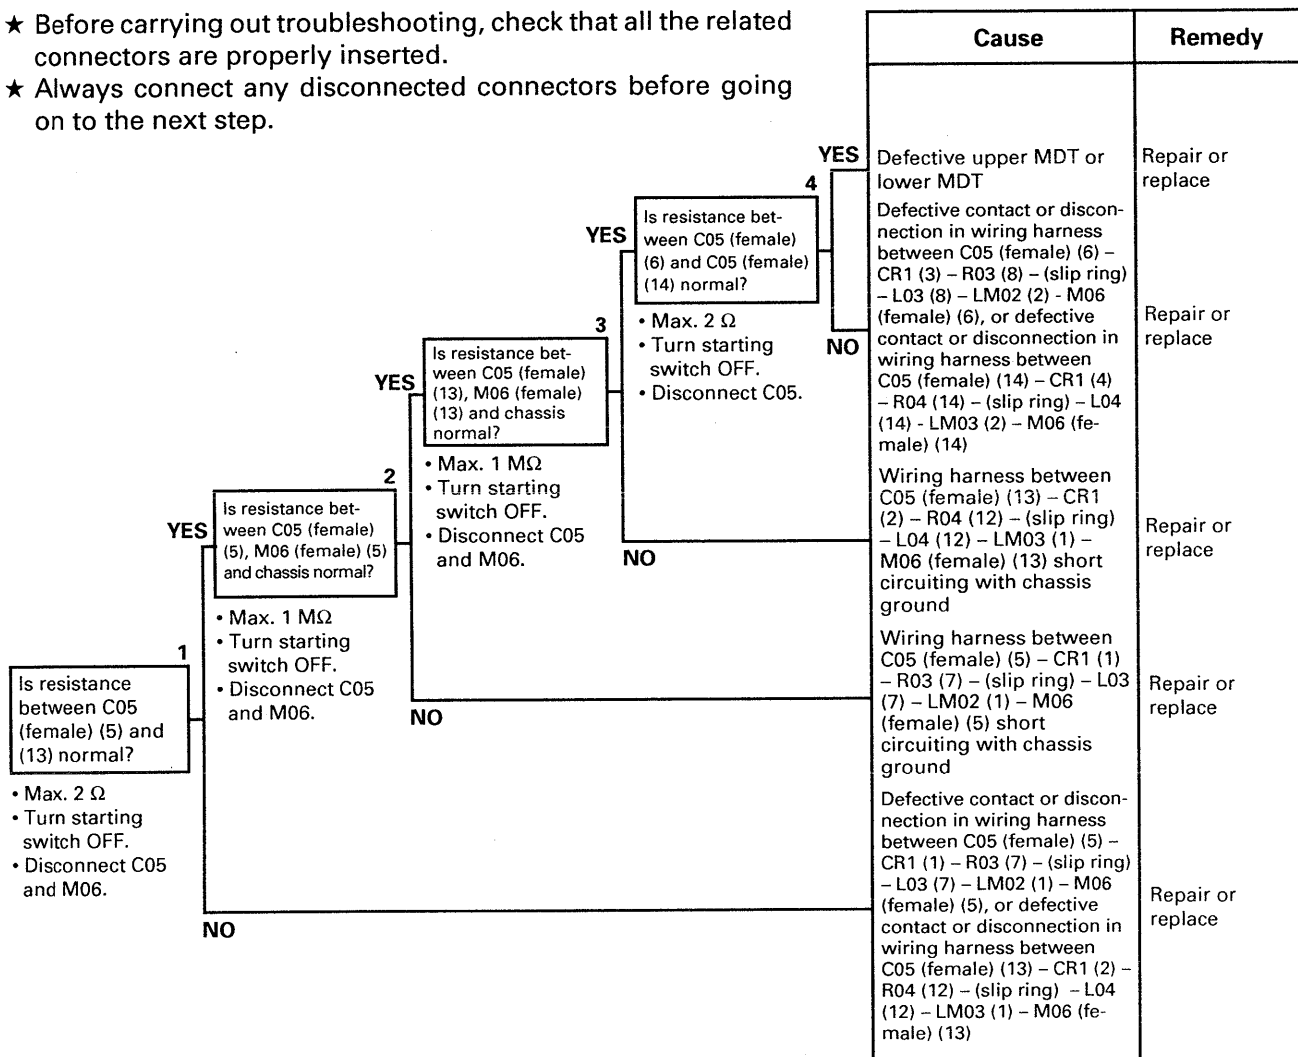 ★ Before carrying out troubleshooting, check that all the related
connectors are properly inserted.
★ Always connect any disconnected connectors before going
on to the next step.
Cause
Remedy
YES
Defective upper MDT or
lower MDT
Repair or
replace
4
YES
Is resistance bet-
ween C05 (female)
(6) and C05 (female)
(14) normal?
• Max. 2 Ω
• Turn starting
switch OFF.
• Disconnect C05.
NO
Defective contact or discon-
nection in wiring harness
between C05 (female) (6) –
CR1 (3) – R03 (8) – (slip ring)
– L03 (8) – LM02 (2) - M06
(female) (6), or defective
contact or disconnection in
wiring harness between
C05 (female) (14) – CR1 (4)
– R04 (14) – (slip ring) – L04
(14) - LM03 (2) – M06 (fe-
male) (14)
Repair or
replace
3
YES
Is resistance bet-
ween C05 (female)
(13), M06 (female)
(13) and chassis
normal?
• Max. 1 MΩ
• Turn starting
switch OFF.
• Disconnect C05
and M06.
NO
Wiring harness between
C05 (female) (13) – CR1
(2) – R04 (12) – (slip ring)
– L04 (12) – LM03 (1) –
M06 (female) (13) short
circuiting with chassis
ground
Repair or
replace
2
YES
Is resistance bet-
ween C05 (female)
(5), M06 (female) (5)
and chassis normal?
• Max. 1 MΩ
• Turn starting
switch OFF.
• Disconnect C05
and M06.
NO
Wiring harness between
C05 (female) (5) – CR1 (1)
– R03 (7) – (slip ring) – L03
(7) – LM02 (1) – M06
(female) (5) short
circuiting with chassis
ground
Repair or
replace
1
Is resistance
between C05
(female) (5) and
(13) normal?
• Max. 2 Ω
• Turn starting
switch OFF.
• Disconnect C05
and M06.
NO
Defective contact or discon-
nection in wiring harness
between C05 (female) (5) –
CR1 (1) – R03 (7) – (slip ring)
– L03 (7) – LM02 (1) – M06
(female) (5), or defective
contact or disconnection in
wiring harness between
C05 (female) (13) – CR1 (2) –
R04 (12) – (slip ring) – L04
(12) – LM03 (1) – M06 (fe-
male) (13)
Repair or
replace